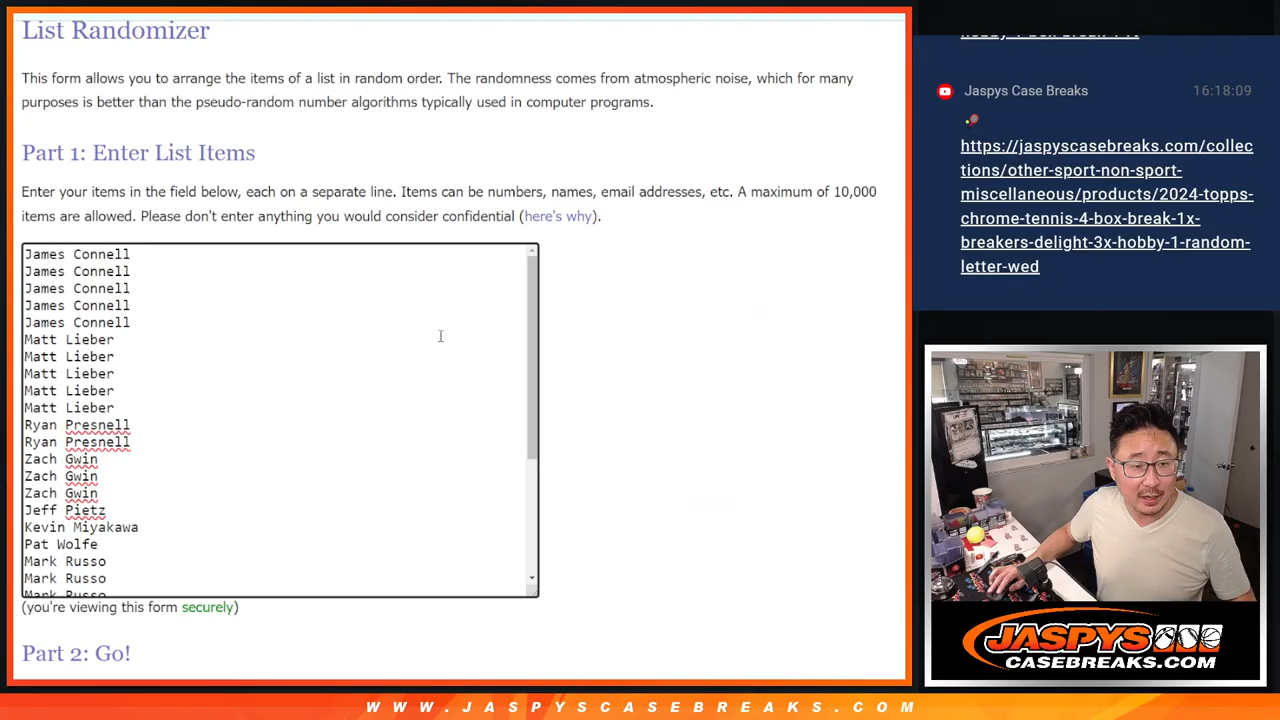 List Randomizer
This form allows you to arrange the items of a list in random order. The randomness comes from atmospheric noise, which for many
purposes is better than the pseudo-random number algorithms typically used in computer programs.
Part 1: Enter List Items
Enter your items in the field below, each on a separate line. Items can be numbers, names, email addresses, etc. A maximum of 10,000
items are allowed. Please don't enter anything you would consider confidential (here's why).
James Connell
James Connell
James Connell
James Connell
James Connell
Matt Lieber
Matt Lieber
Matt Lieber
Matt Lieber
Matt Lieber
Ryan Presnell
Ryan Presnell
Zach Gwin
Zach Gwin
Zach Gwin
Jeff Pietz
Kevin Miyakawa
Pat Wolfe
Mark Russo
Mark Russo
Mark Russo
(you're viewing this form securely)
Part 2: Go!
Jaspys Case Breaks 16:18:09
https://jaspyscasebreaks.com/collec
tions/other-sport-non-sport-
miscellaneous/products/2024-topps-
chrome-tennis-4-box-break-1x-
breakers-delight-3x-hobby-1-random-
letter-wed
JASPYS
CASEBREAKS.COM
WWW.JASPYSCASEBREAKS.COM